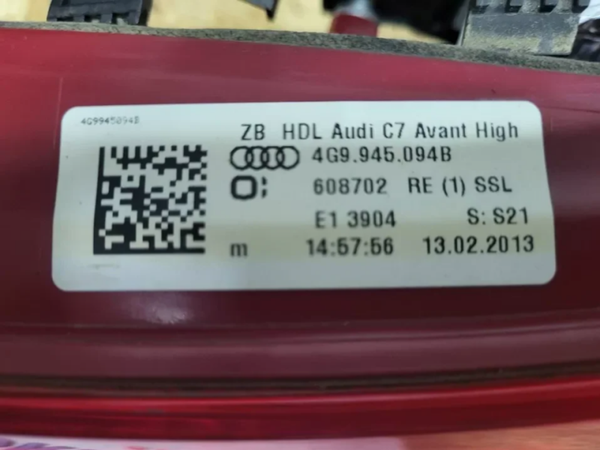 4G9945094B
ZB HDL Audi C7 Avant High
4G9.945.094B
608702 RE (1) SSL
E1 3904 S: S21
m 14:57:56 13.02.2013